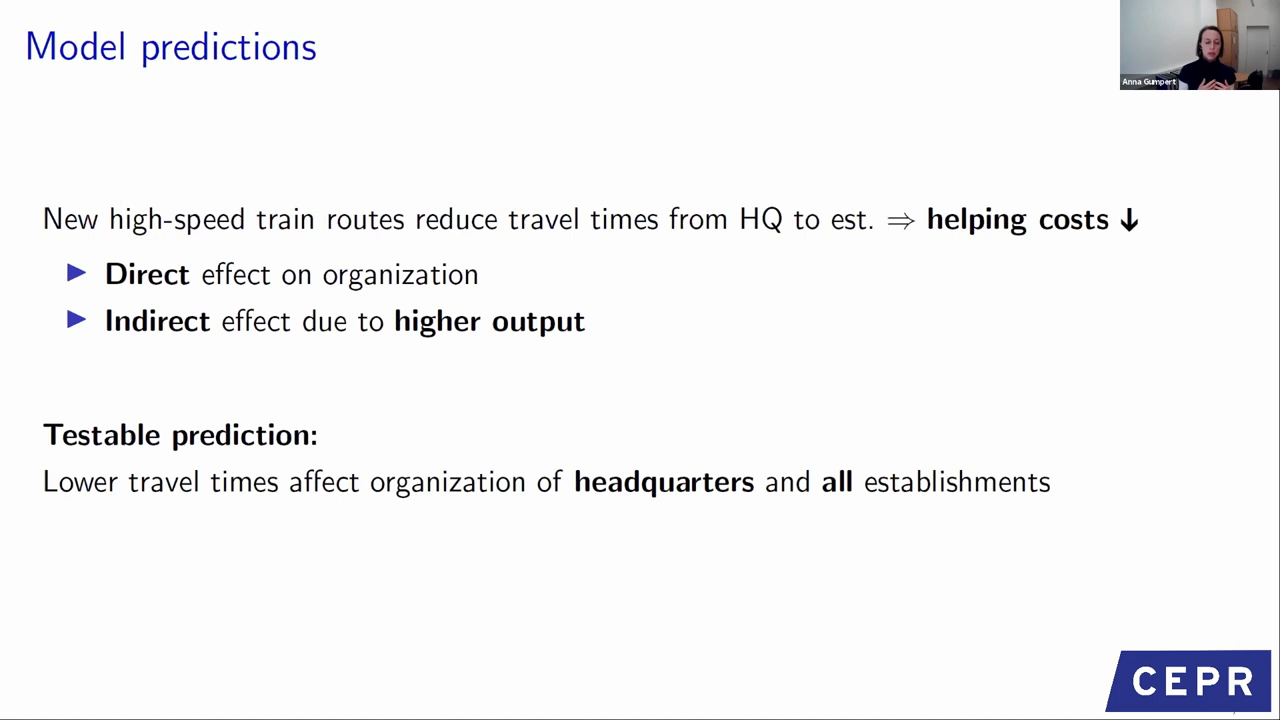 Model predictions
Anna Gumpert
New high-speed train routes reduce travel times from HQ to est. ⇒ helping costs ↓
▶ Direct effect on organization
▶ Indirect effect due to higher output
Testable prediction:
Lower travel times affect organization of headquarters and all establishments
CEPR